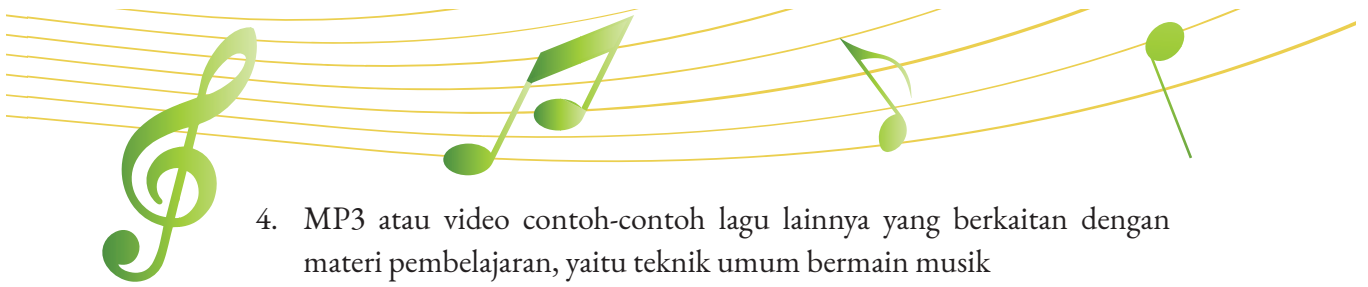 4. MP3 atau video contoh-contoh lagu lainnya yang berkaitan dengan
materi pembelajaran, yaitu teknik umum bermain musik